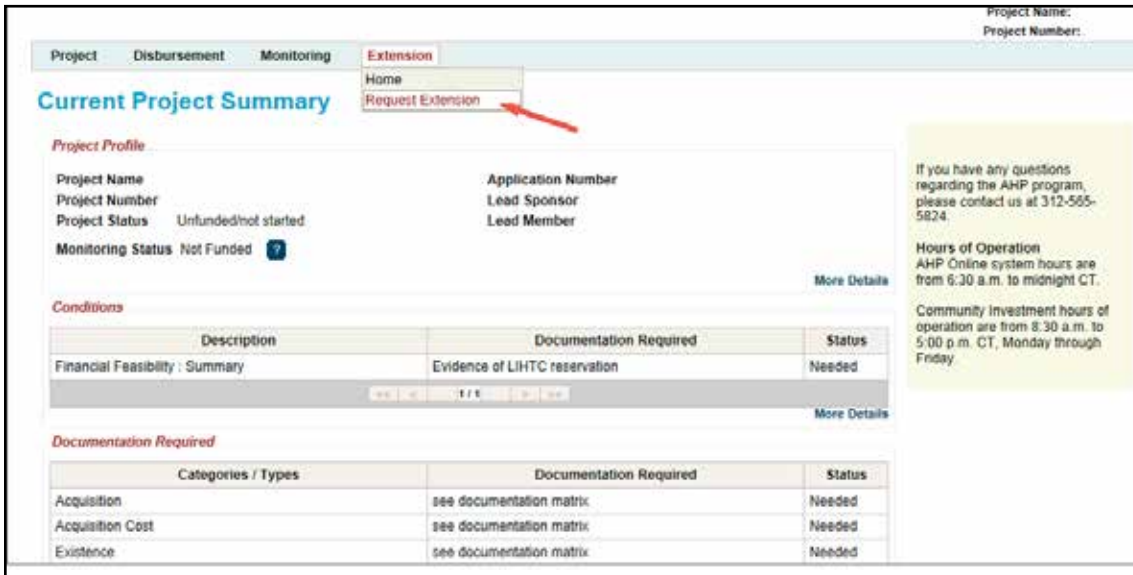 Project Name:
Project Number:
Project Disbursement Monitoring Extension
Home
Request Extension
Current Project Summary
Project Profile
Project Name
Project Number
Project Status Unfunded/not started
Monitoring Status Not Funded ?
Application Number
Lead Sponsor
Lead Member
More Details
Conditions
Description Documentation Required Status
Financial Feasibility : Summary Evidence of LIHTC reservation Needed
1 / 1
More Details
Documentation Required
Categories / Types Documentation Required Status
Acquisition see documentation matrix Needed
Acquisition Cost see documentation matrix Needed
Existence see documentation matrix Needed
If you have any questions
regarding the AHP program,
please contact us at 312-565-
5824.
Hours of Operation
AHP Online system hours are
from 6:30 a.m. to midnight CT.
Community Investment hours of
operation are from 8:30 a.m. to
5:00 p.m. CT, Monday through
Friday.